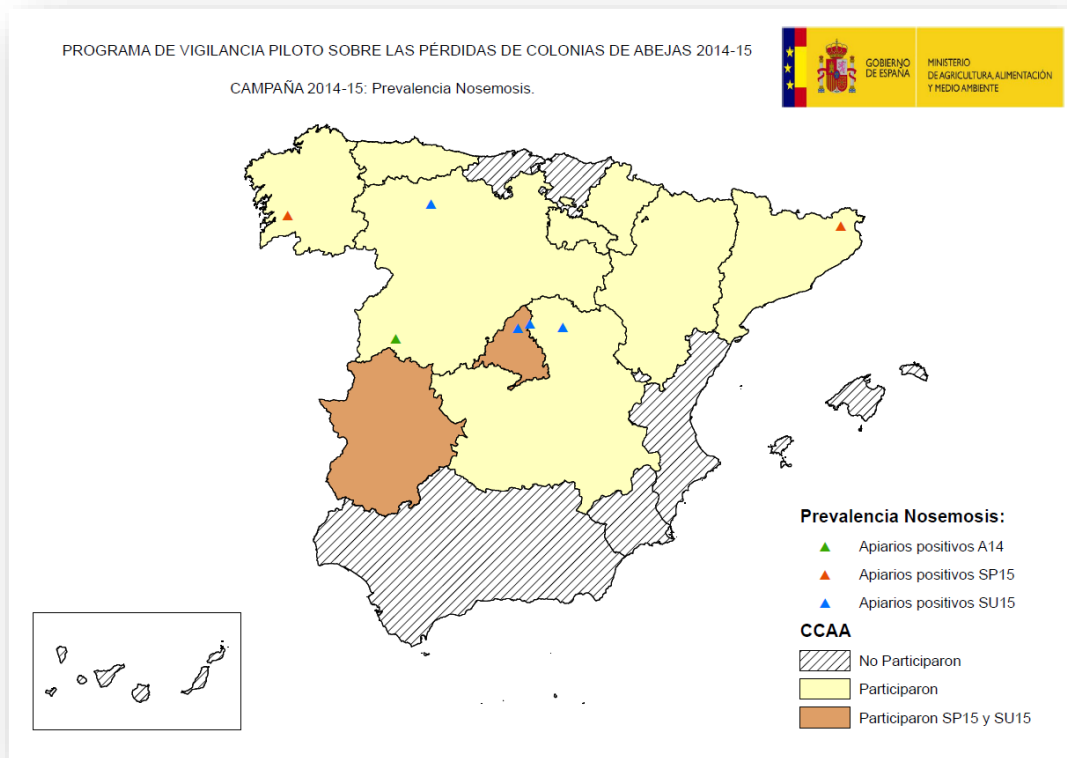 PROGRAMA DE VIGILANCIA PILOTO SOBRE LAS PÉRDIDAS DE COLONIAS DE ABEJAS 2014-15
CAMPAÑA 2014-15: Prevalencia Nosemosis.
GOBIERNO
DE ESPAÑA
MINISTERIO
DE AGRICULTURA, ALIMENTACIÓN
Y MEDIO AMBIENTE
Prevalencia Nosemosis:
Apiarios positivos A14
Apiarios positivos SP15
Apiarios positivos SU15
CCAA
No Participaron
Participaron
Participaron SP15 y SU15